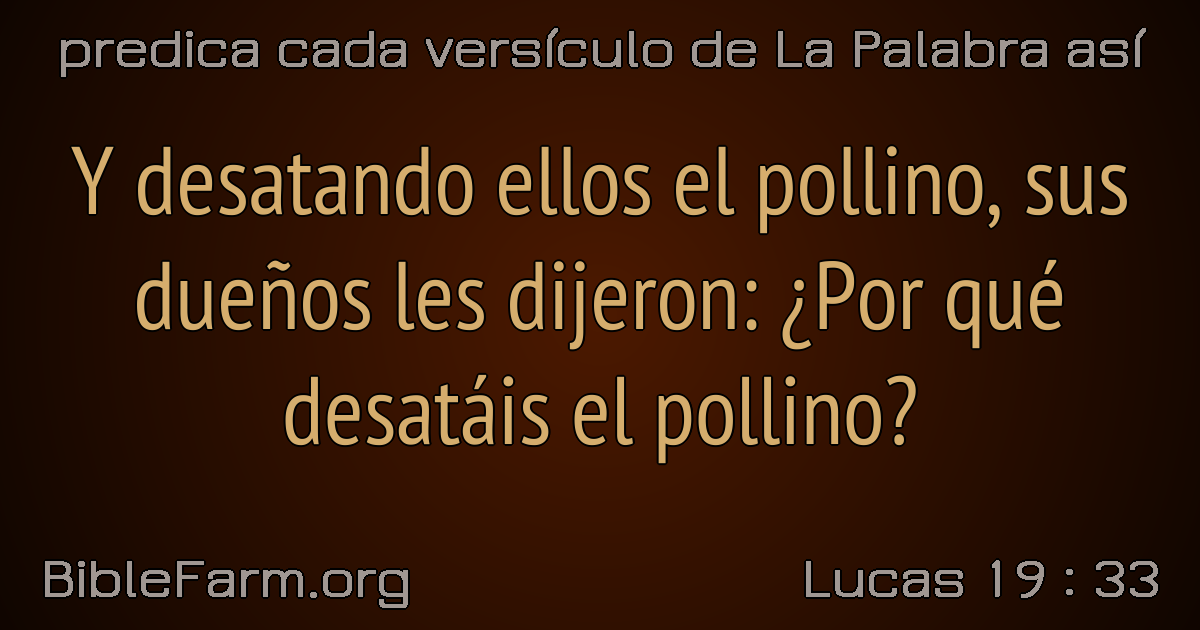 predica cada versículo de La Palabra así
Y desatando ellos el pollino, sus
dueños les dijeron: ¿Por qué
desatáis el pollino?
BibleFarm.org
Lucas 19 : 33